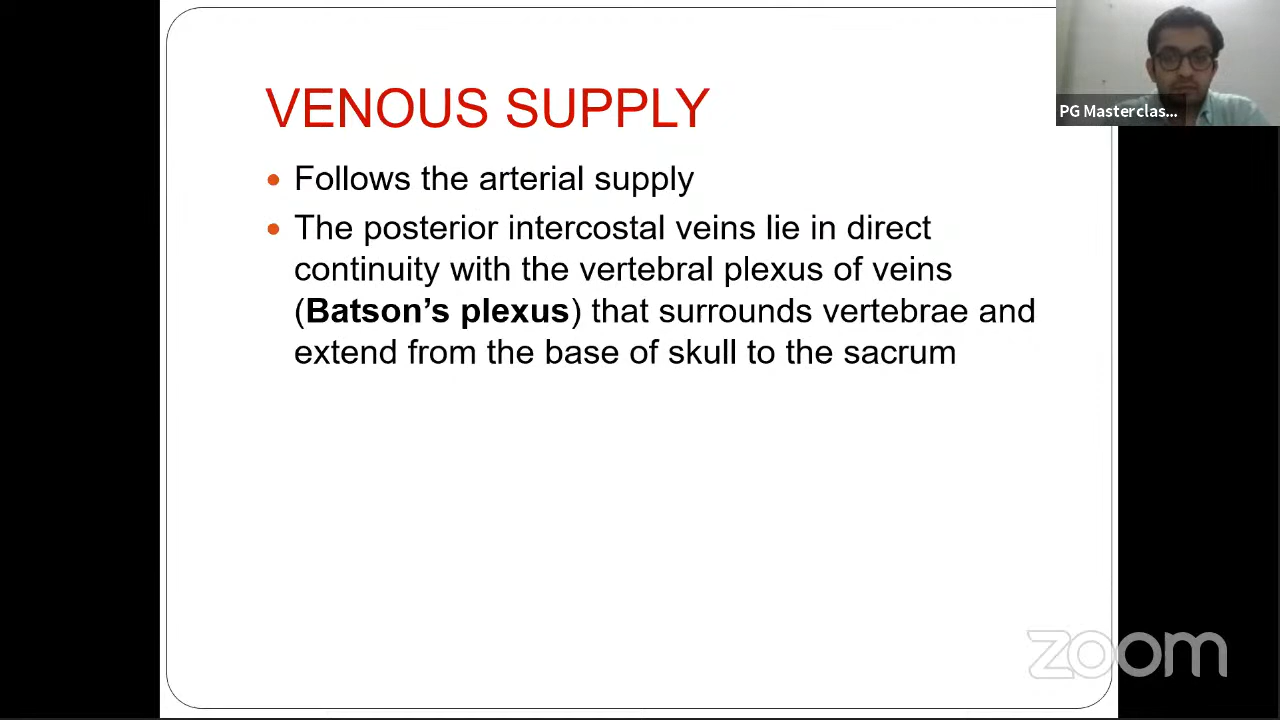 VENOUS SUPPLY
PG Masterclas...
• Follows the arterial supply
• The posterior intercostal veins lie in direct
continuity with the vertebral plexus of veins
(Batson’s plexus) that surrounds vertebrae and
extend from the base of skull to the sacrum
zoom